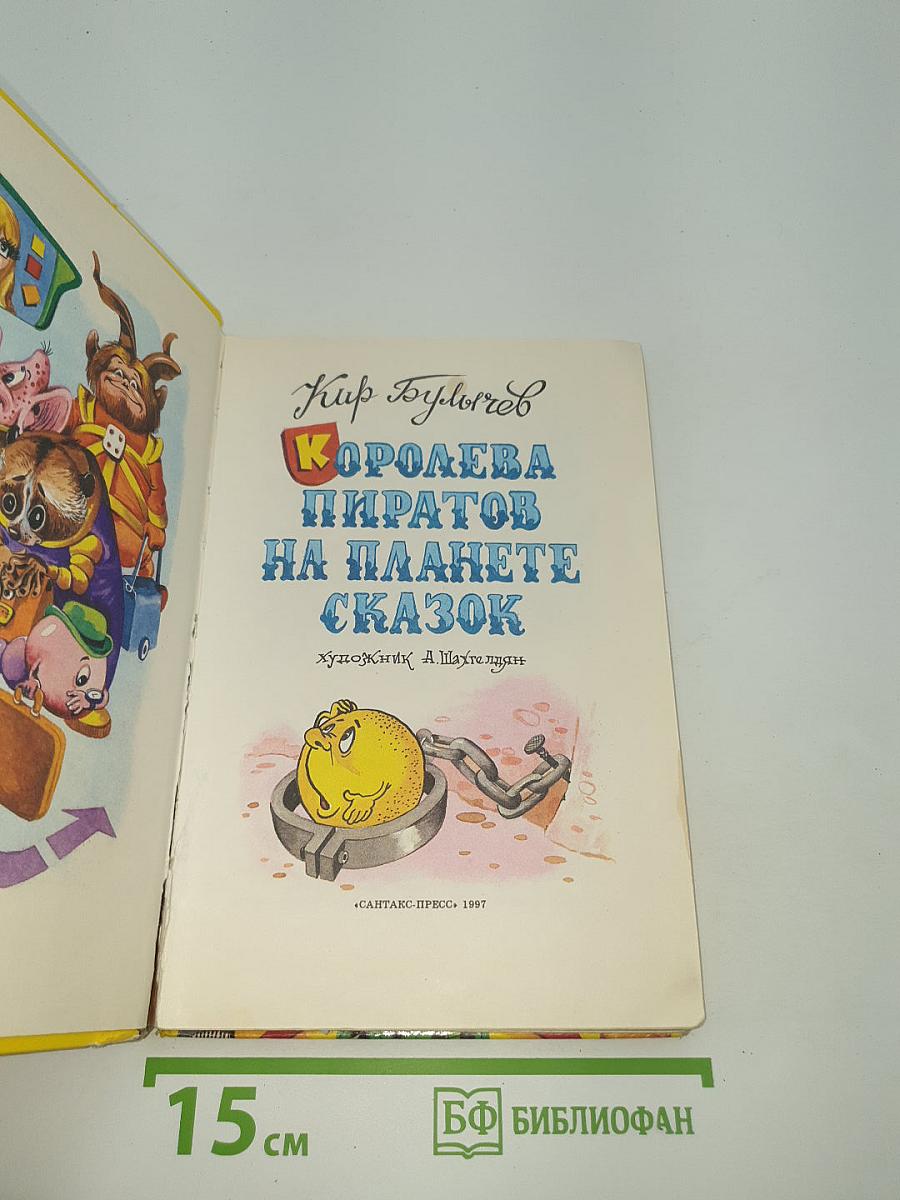 Кир Булычев
КОРОЛЕВА
ПИРАТОВ
НА ПЛАНЕТЕ
СКАЗОК
художник А. Шахгелдян
«САНТАКС-ПРЕСС» 1997
15 см
БФ БИБЛИОФАН